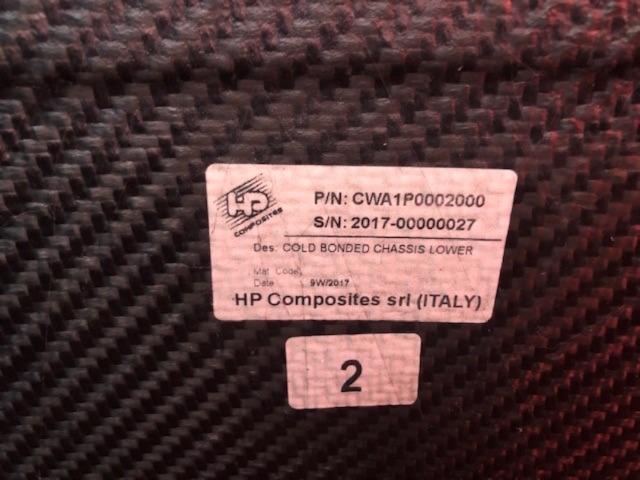 HP
COMPOSITES
P/N: CWA1P0002000
S/N: 2017-00000027
Des: COLD BONDED CHASSIS LOWER
Mat Code
Date 9W/2017
HP Composites srl (ITALY)
2